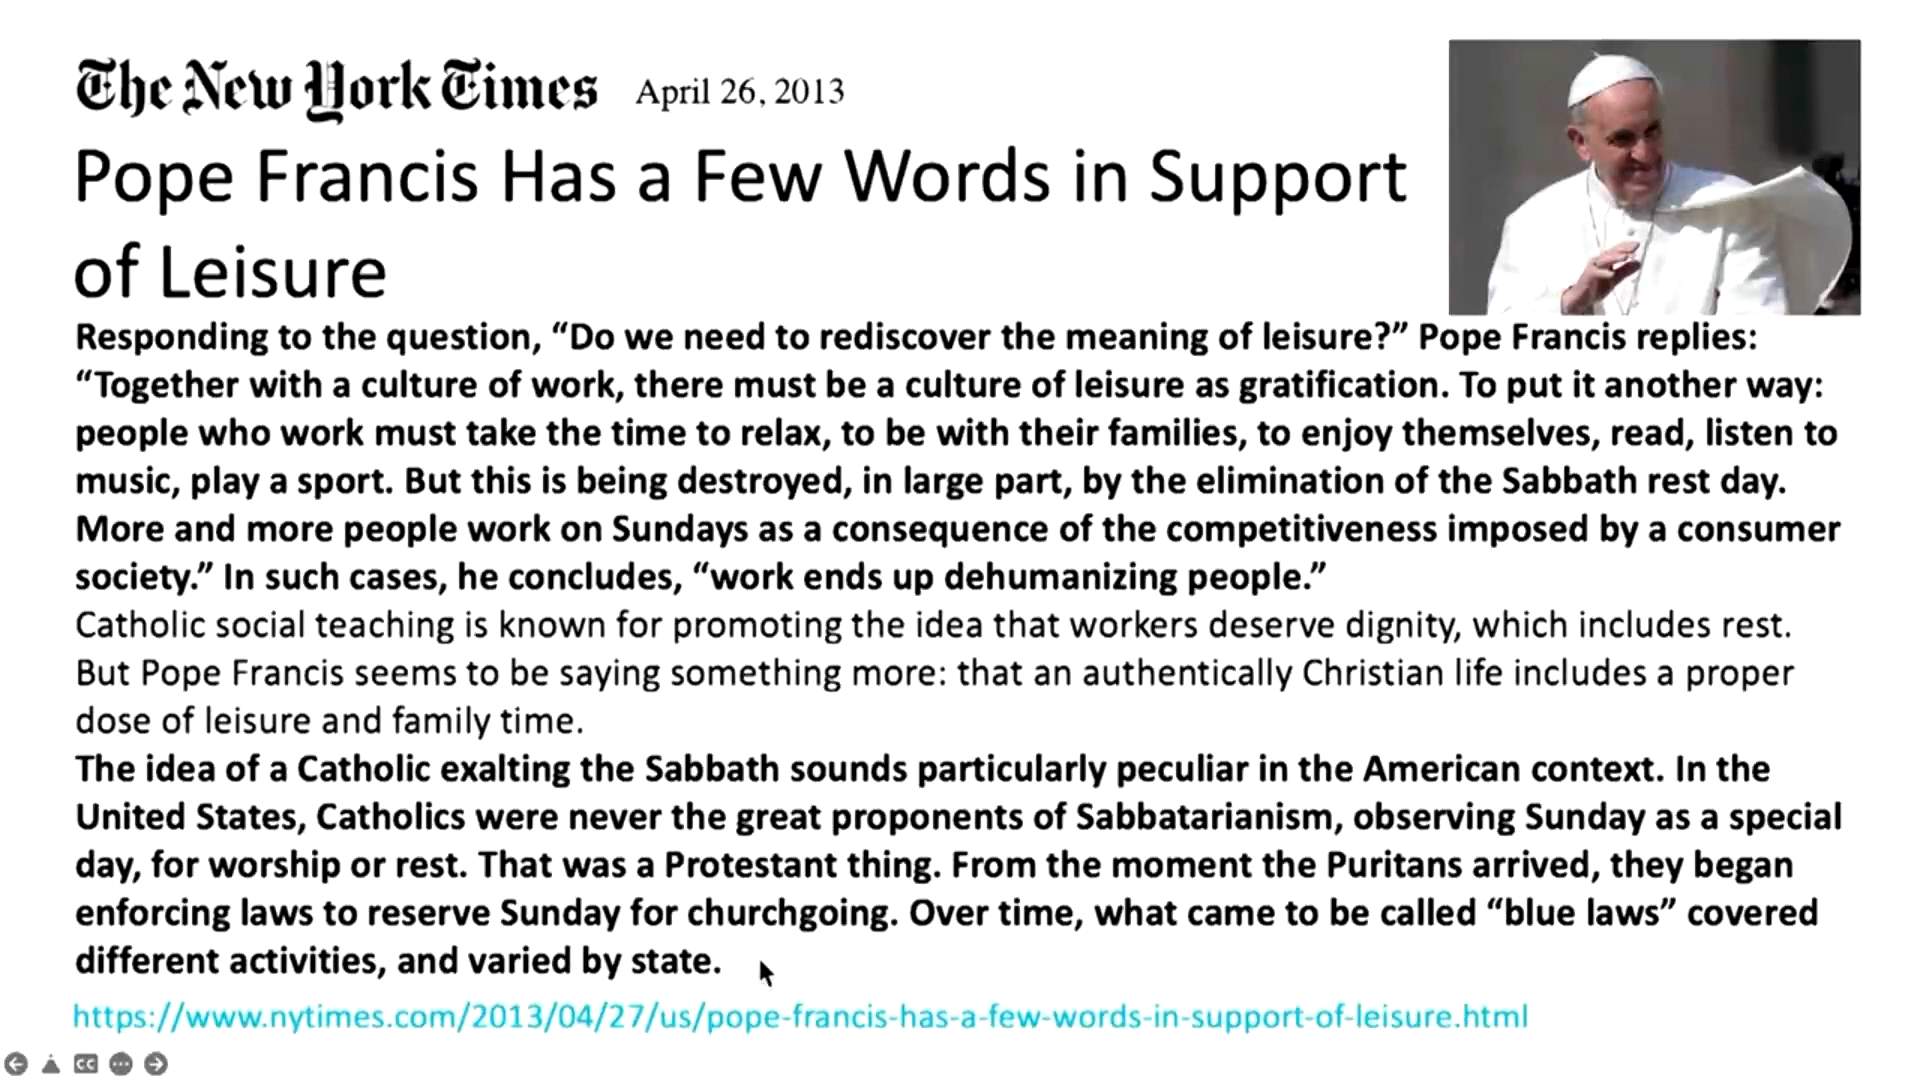 The New York Times April 26, 2013
Pope Francis Has a Few Words in Support
of Leisure
Responding to the question, “Do we need to rediscover the meaning of leisure?” Pope Francis replies:
“Together with a culture of work, there must be a culture of leisure as gratification. To put it another way:
people who work must take the time to relax, to be with their families, to enjoy themselves, read, listen to
music, play a sport. But this is being destroyed, in large part, by the elimination of the Sabbath rest day.
More and more people work on Sundays as a consequence of the competitiveness imposed by a consumer
society.” In such cases, he concludes, “work ends up dehumanizing people.”
Catholic social teaching is known for promoting the idea that workers deserve dignity, which includes rest.
But Pope Francis seems to be saying something more: that an authentically Christian life includes a proper
dose of leisure and family time.
The idea of a Catholic exalting the Sabbath sounds particularly peculiar in the American context. In the
United States, Catholics were never the great proponents of Sabbatarianism, observing Sunday as a special
day, for worship or rest. That was a Protestant thing. From the moment the Puritans arrived, they began
enforcing laws to reserve Sunday for churchgoing. Over time, what came to be called “blue laws” covered
different activities, and varied by state.
https://www.nytimes.com/2013/04/27/us/pope-francis-has-a-few-words-in-support-of-leisure.html
CC